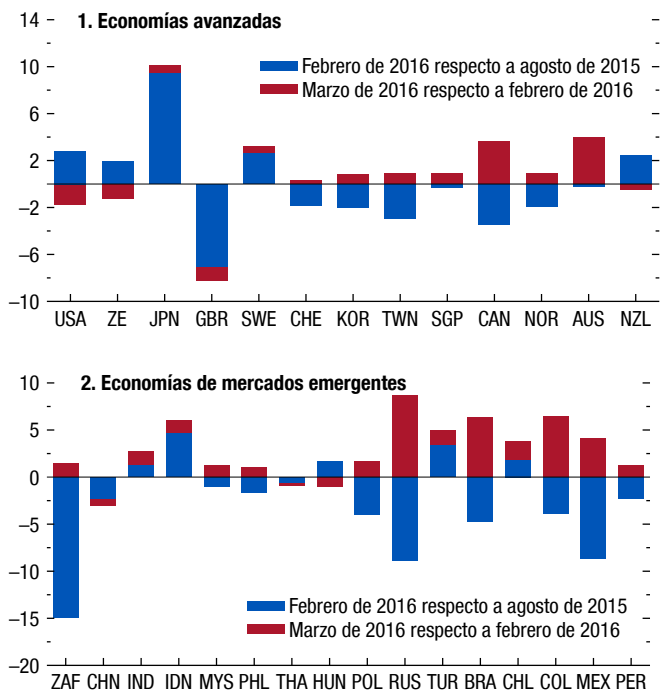 1. Economías avanzadas
14
10
6
2
–2
–6
–10
Febrero de 2016 respecto a agosto de 2015
Marzo de 2016 respecto a febrero de 2016
USA ZE JPN GBR SWE CHE KOR TWN SGP CAN NOR AUS NZL
2. Economías de mercados emergentes
10
5
0
–5
–10
–15
–20
Febrero de 2016 respecto a agosto de 2015
Marzo de 2016 respecto a febrero de 2016
ZAF CHN IND IDN MYS PHL THA HUN POL RUS TUR BRA CHL COL MEX PER